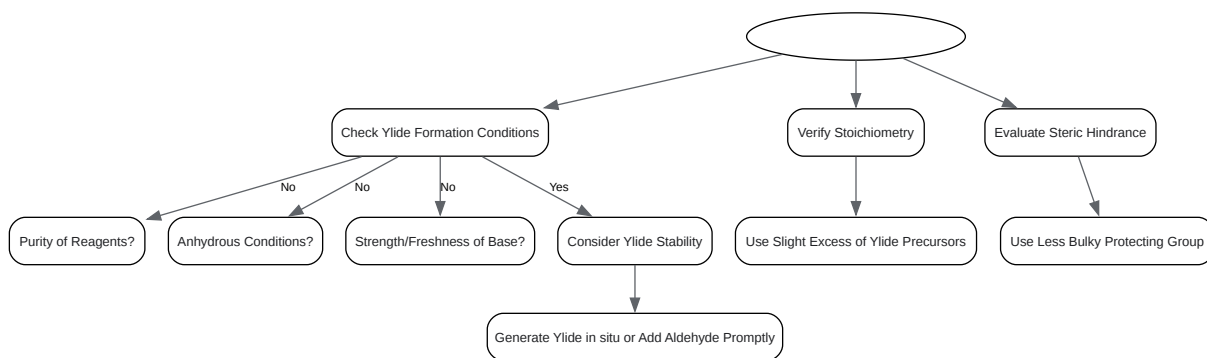 Check Ylide Formation Conditions
Verify Stoichiometry
Evaluate Steric Hindrance
No
No
No
Yes
Purity of Reagents?
Anhydrous Conditions?
Strength/Freshness of Base?
Consider Ylide Stability
Use Slight Excess of Ylide Precursors
Use Less Bulky Protecting Group
Generate Ylide in situ or Add Aldehyde Promptly